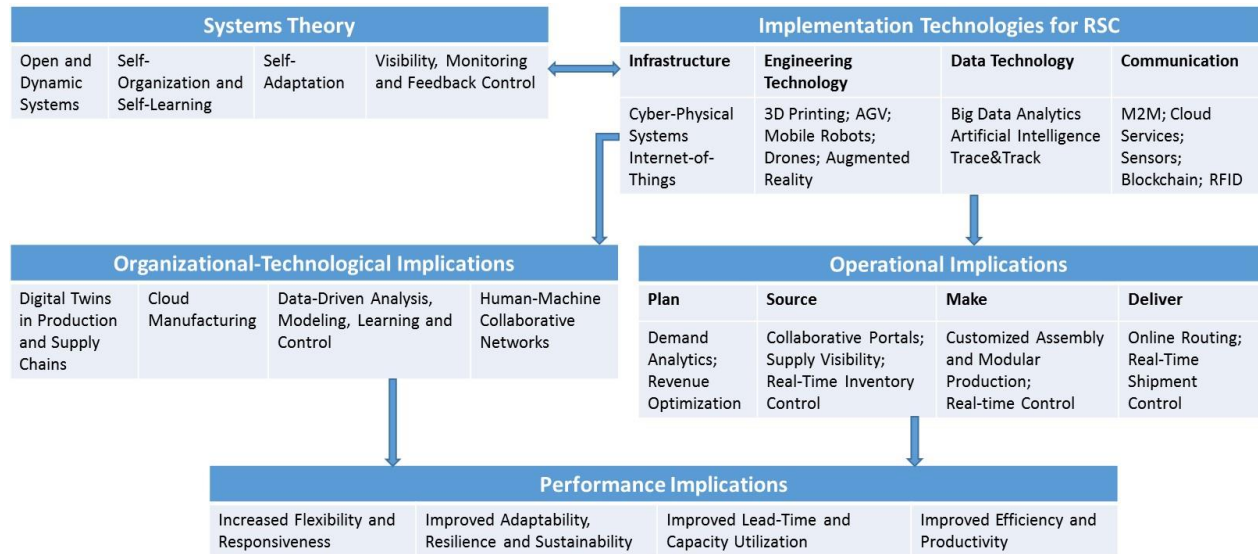 Systems Theory
Open and
Dynamic
Systems
Self-
Organization and
Self-Learning
Self-
Adaptation
Visibility, Monitoring
and Feedback Control
Implementation Technologies for RSC
Infrastructure
Engineering
Technology
Data Technology
Communication
Cyber-Physical
Systems
Internet-of-
Things
3D Printing; AGV;
Mobile Robots;
Drones; Augmented
Reality
Big Data Analytics
Artificial Intelligence
Trace&Track
M2M; Cloud
Services;
Sensors;
Blockchain; RFID
Organizational-Technological Implications
Digital Twins
in Production
and Supply
Chains
Cloud
Manufacturing
Data-Driven Analysis,
Modeling, Learning and
Control
Human-Machine
Collaborative
Networks
Operational Implications
Plan
Source
Make
Deliver
Demand
Analytics;
Revenue
Optimization
Collaborative Portals;
Supply Visibility;
Real-Time Inventory
Control
Customized Assembly
and Modular
Production;
Real-time Control
Online Routing;
Real-Time
Shipment
Control
Performance Implications
Increased Flexibility and
Responsiveness
Improved Adaptability,
Resilience and Sustainability
Improved Lead-Time and
Capacity Utilization
Improved Efficiency and
Productivity